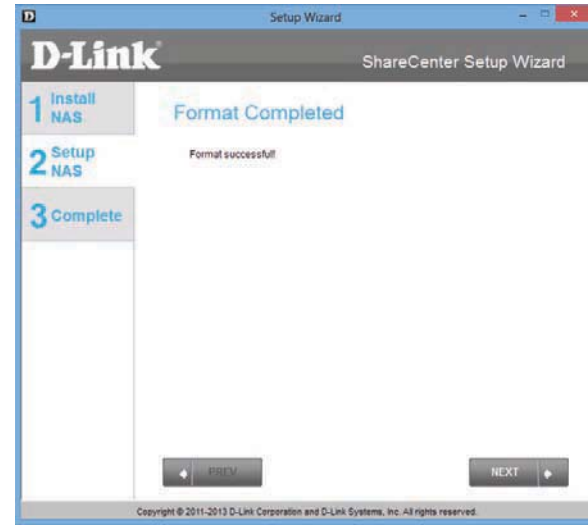 Setup Wizard
D-Link
ShareCenter Setup Wizard
1 Install
NAS
2 Setup
NAS
3 Complete
Format Completed
Format successful!
PREV
NEXT
Copyright © 2011-2013 D-Link Corporation and D-Link Systems, Inc. All rights reserved.